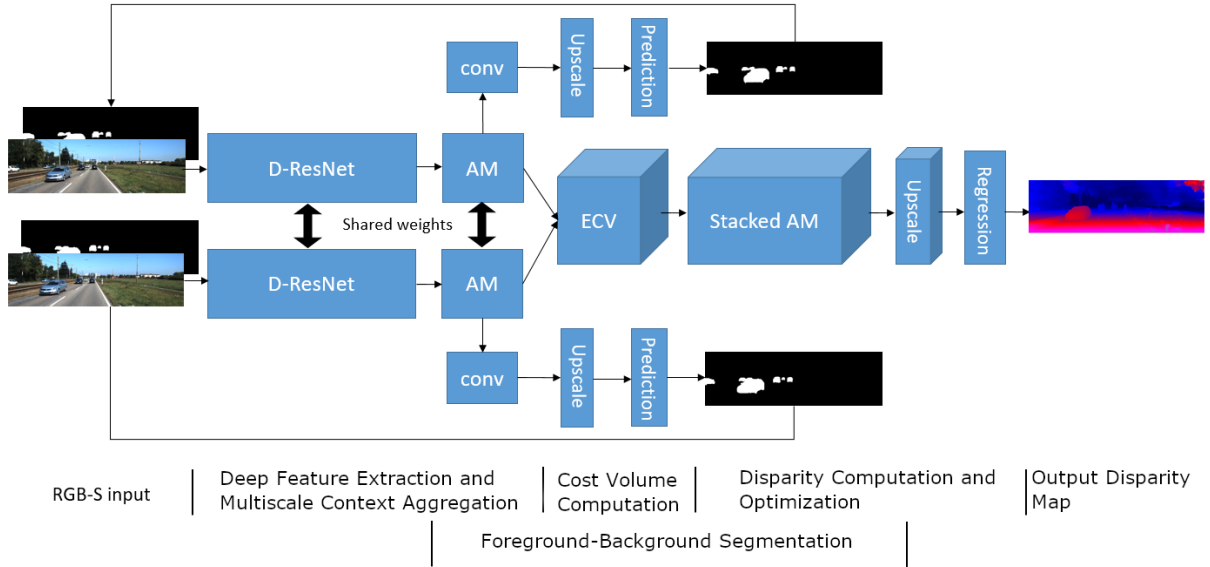 conv
Upscale
Prediction
D-ResNet
AM
Shared weights
ECV
Stacked AM
Upscale
Regression
D-ResNet
AM
conv
Upscale
Prediction
RGB-S input
Deep Feature Extraction and
Multiscale Context Aggregation
Cost Volume
Computation
Disparity Computation and
Optimization
Output Disparity
Map
Foreground-Background Segmentation